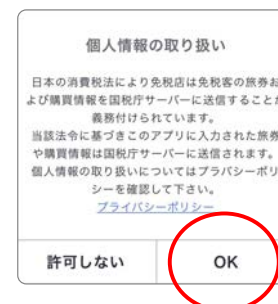 個人情報の取り扱い
日本の消費税法により免税店は免税客の旅券お
よび購買情報を国税庁サーバーに送信することが
義務付けられています。
当該法令に基づきこのアプリに入力された旅券
や購買情報は国税庁サーバーに送信されます。
個人情報の取り扱いについてはプラバシーポリ
シーを確認して下さい。
プライバシーポリシー
許可しない
OK